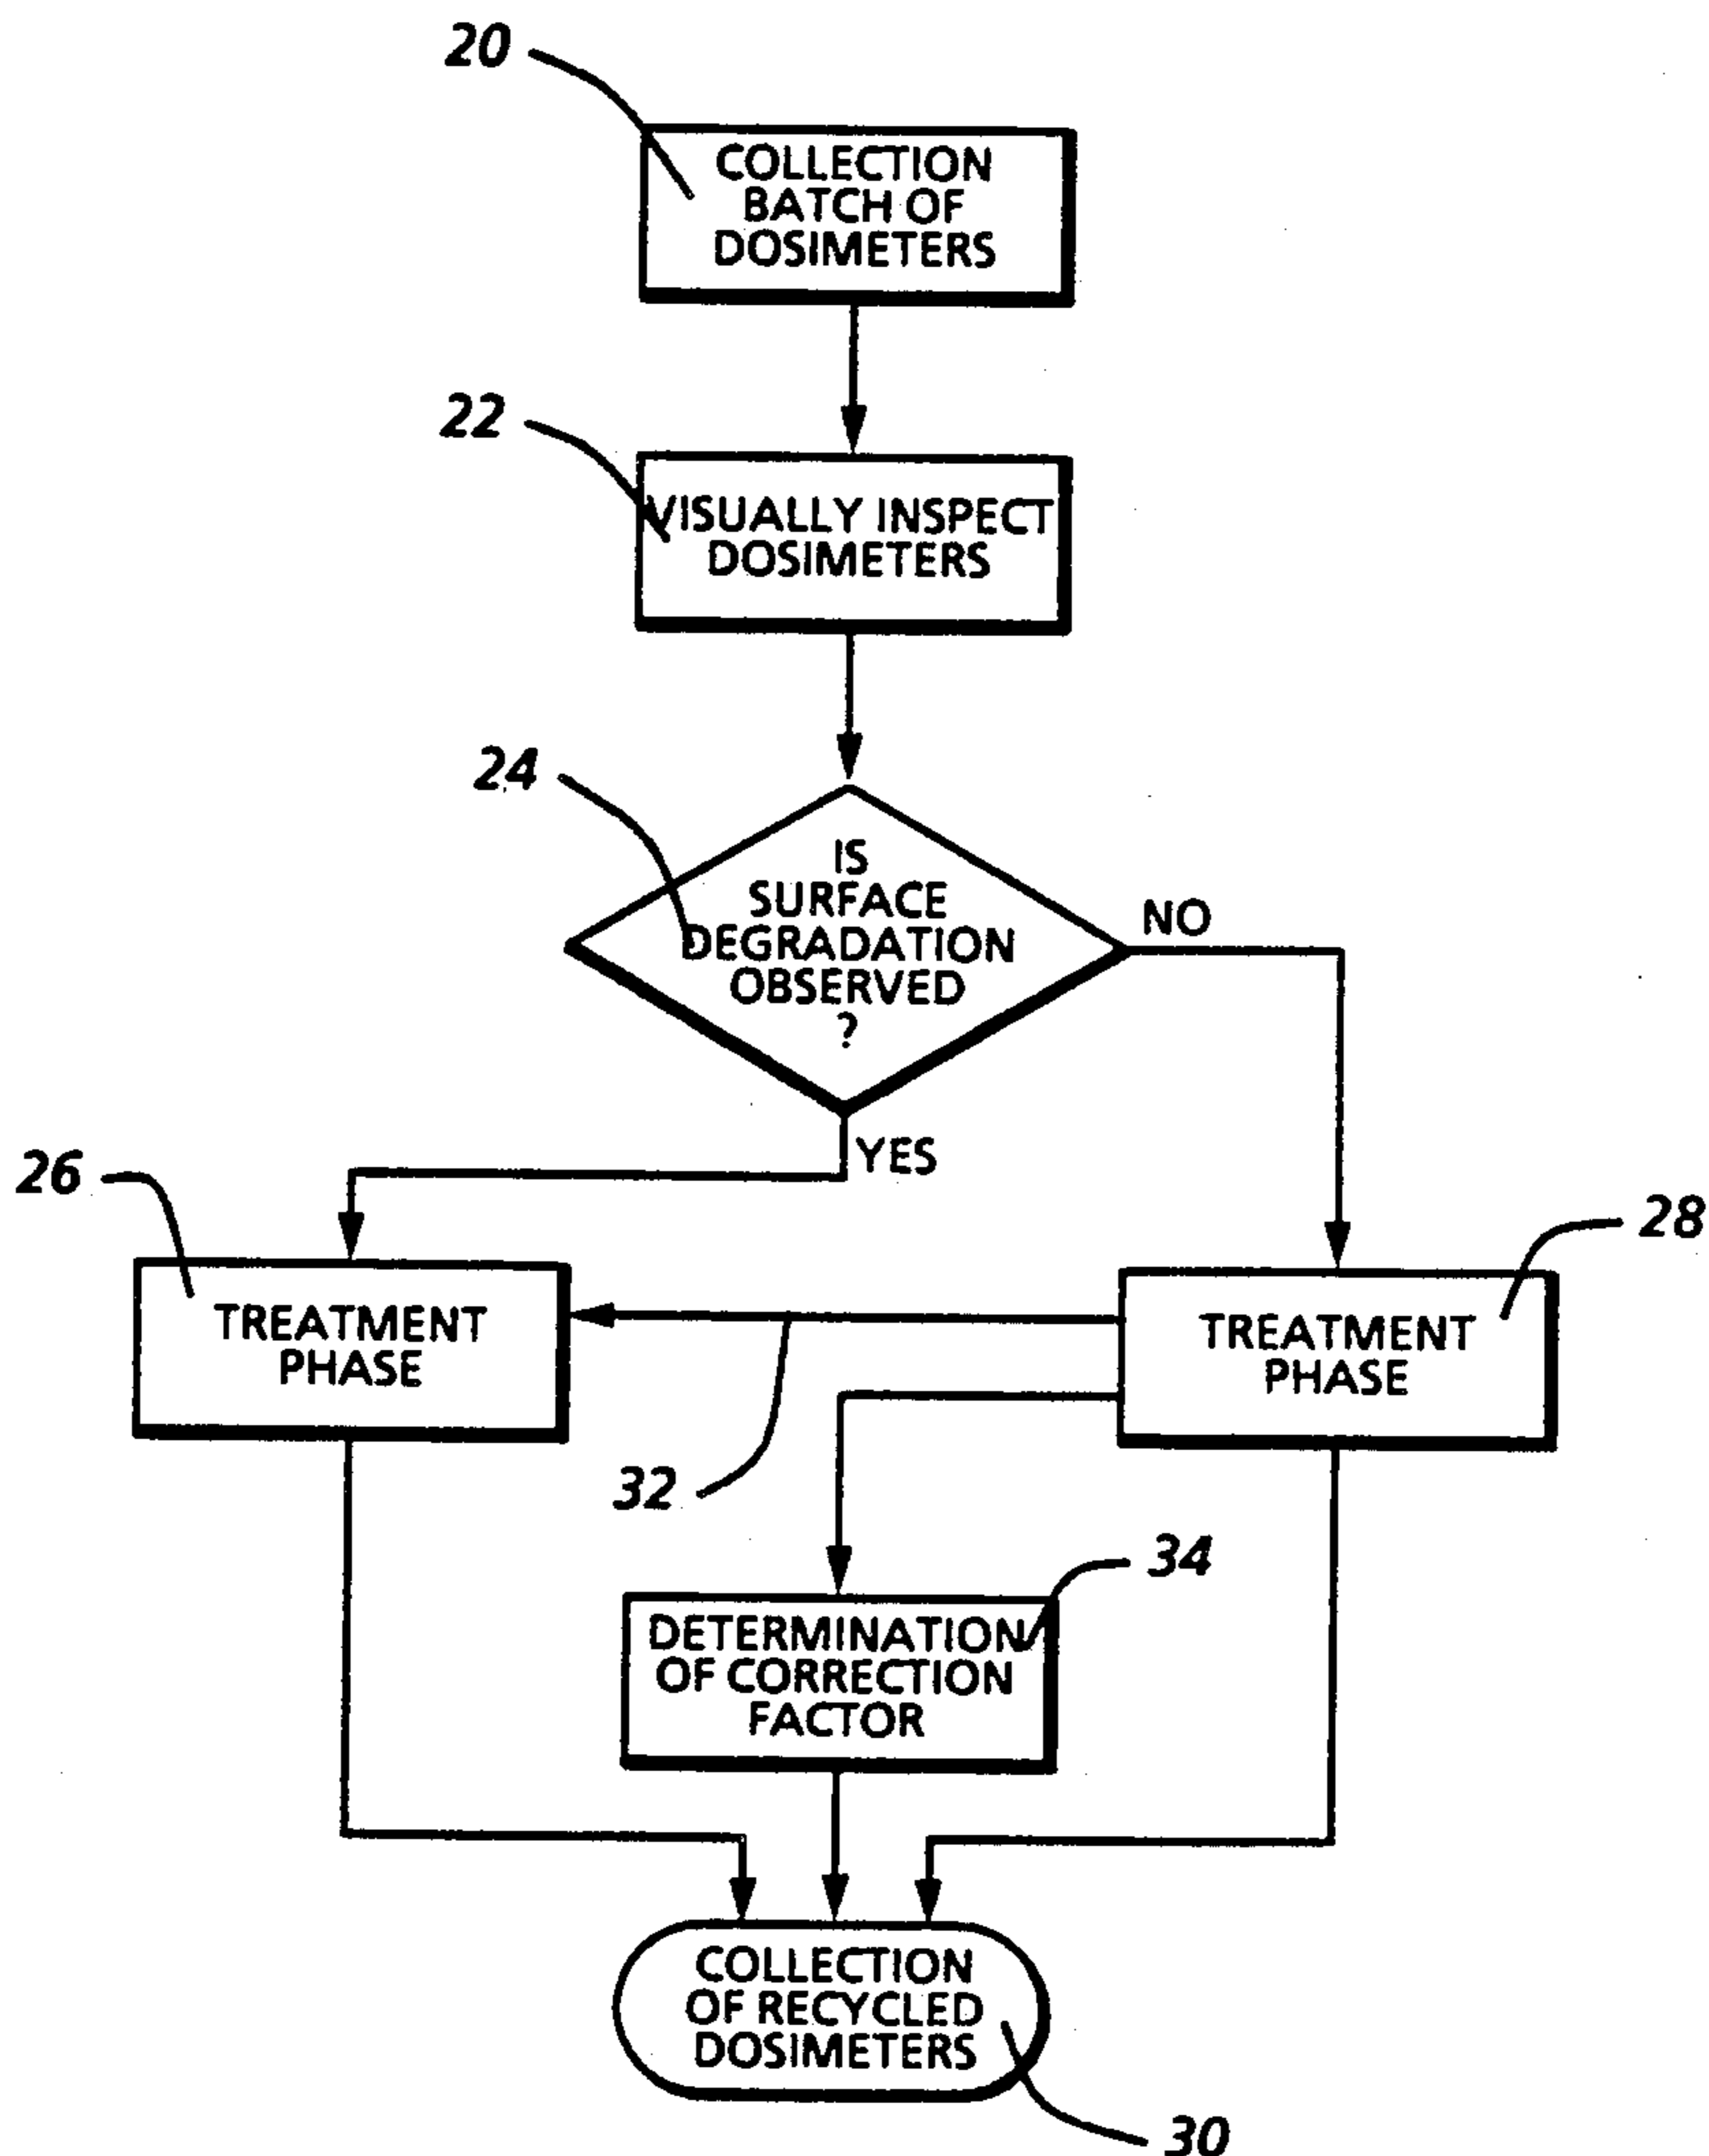 20
COLLECTION
BATCH OF
DOSIMETERS
22
VISUALLY INSPECT
DOSIMETERS
24
IS
SURFACE
DEGRADATION
OBSERVED
?
NO
YES
26
28
TREATMENT
PHASE
TREATMENT
PHASE
32
34
DETERMINATION
OF CORRECTION
FACTOR
COLLECTION
OF RECYCLED
DOSIMETERS
30